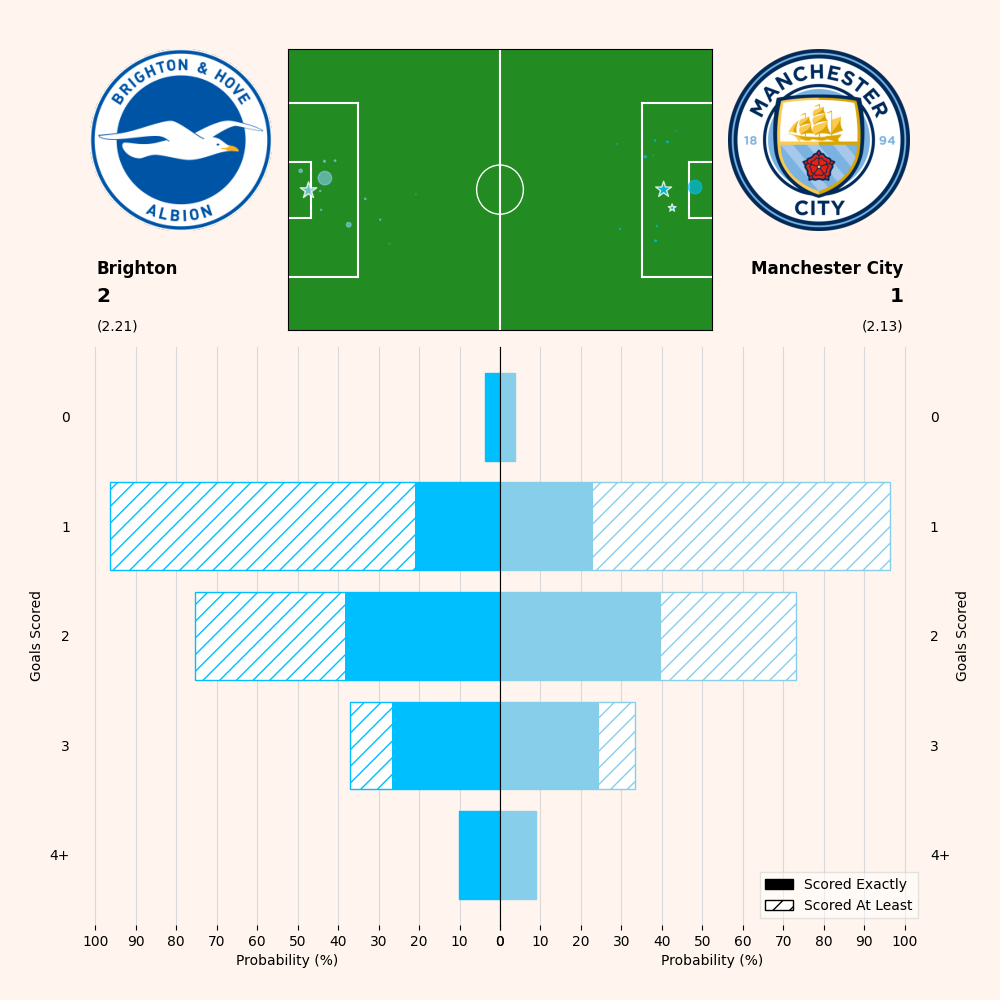 BRIGHTON & HOVE
ALBION
MANCHESTER
18 94
CITY
Brighton
2
(2.21)
Manchester City
1
(2.13)
Goals Scored
0
1
2
3
4+
0
1
2
3
4+
Goals Scored
Scored Exactly
Scored At Least
100 90 80 70 60 50 40 30 20 10 0
0 10 20 30 40 50 60 70 80 90 100
Probability (%)
Probability (%)